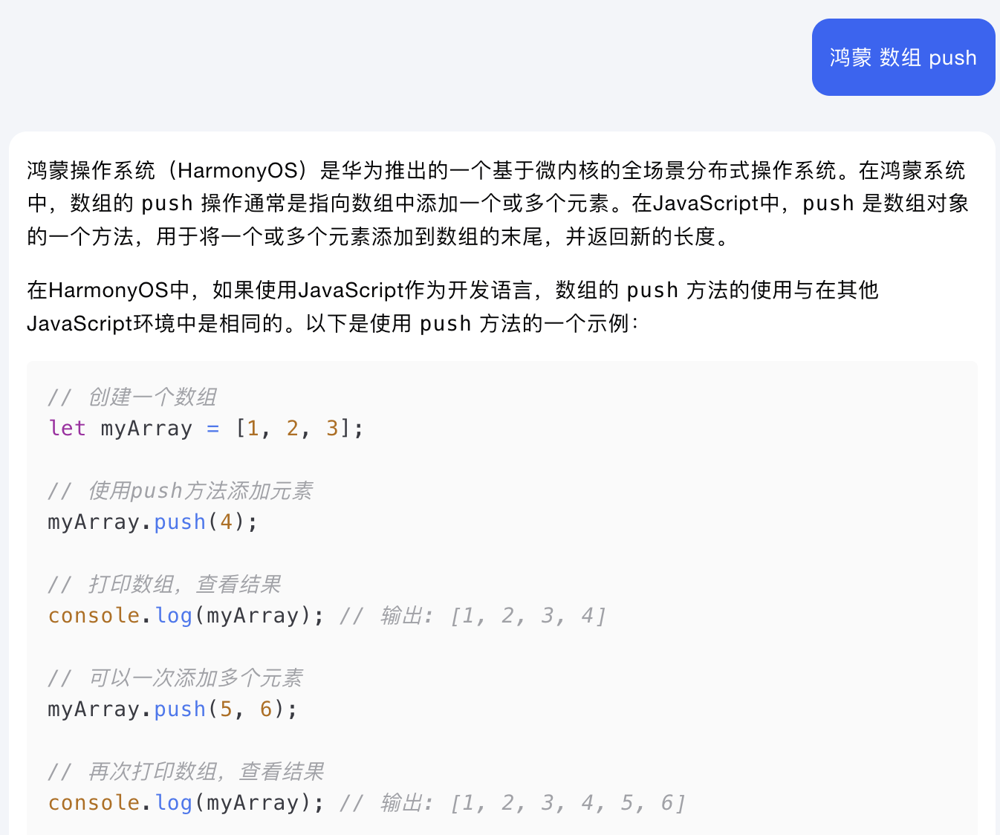 鸿蒙 数组 push
鸿蒙操作系统（HarmonyOS）是华为推出的一个基于微内核的全场景分布式操作系统。在鸿蒙系统
中，数组的 push 操作通常是指向数组中添加一个或多个元素。在JavaScript中，push 是数组对象
的一个方法，用于将一个或多个元素添加到数组的末尾，并返回新的长度。
在HarmonyOS中，如果使用JavaScript作为开发语言，数组的 push 方法的使用与在其他
JavaScript环境中是相同的。以下是使用 push 方法的一个示例：
// 创建一个数组
let myArray = [1, 2, 3];
// 使用push方法添加元素
myArray.push(4);
// 打印数组，查看结果
console.log(myArray); // 输出: [1, 2, 3, 4]
// 可以一次添加多个元素
myArray.push(5, 6);
// 再次打印数组，查看结果
console.log(myArray); // 输出: [1, 2, 3, 4, 5, 6]